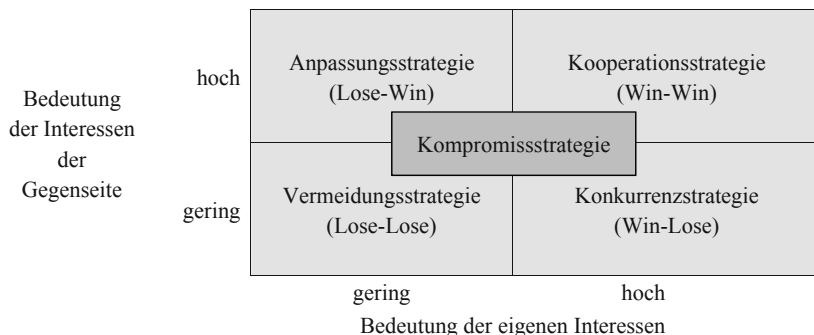 Bedeutung
der Interessen
der
Gegenseite
hoch
gering
Anpassungsstrategie
(Lose-Win)
Kooperationsstrategie
(Win-Win)
Kompromissstrategie
Vermeidungsstrategie
(Lose-Lose)
Konkurrenzstrategie
(Win-Lose)
gering
hoch
Bedeutung der eigenen Interessen